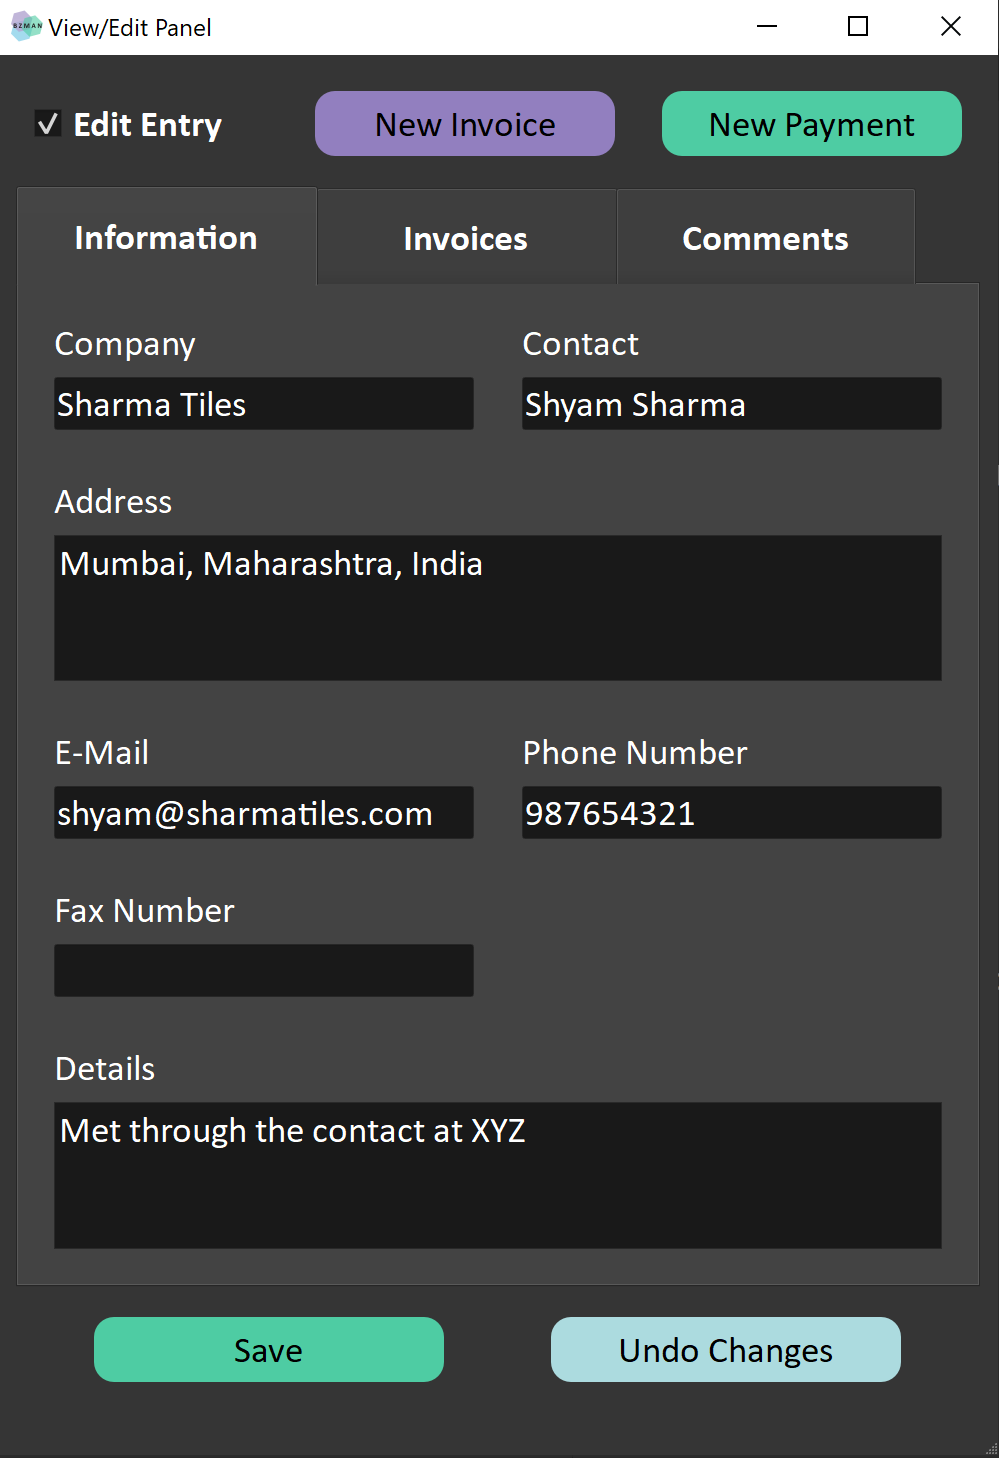 BZMAN
View/Edit Panel
Edit Entry
New Invoice
New Payment
Information
Invoices
Comments
Company
Contact
Sharma Tiles
Shyam Sharma
Address
Mumbai, Maharashtra, India
E-Mail
Phone Number
shyam@sharmatiles.com
987654321
Fax Number
Details
Met through the contact at XYZ
Save
Undo Changes